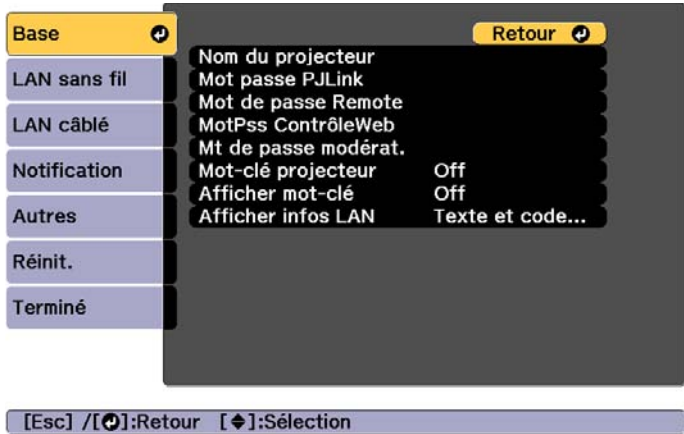 Base
LAN sans fil
LAN câblé
Notification
Autres
Réinit.
Terminé
Retour
Nom du projecteur
Mot passe PJLink
Mot de passe Remote
MotPss ContrôleWeb
Mt de passe modérat.
Mot-clé projecteur Off
Afficher mot-clé Off
Afficher infos LAN Texte et code...
[Esc] /[]:Retour []:Sélection